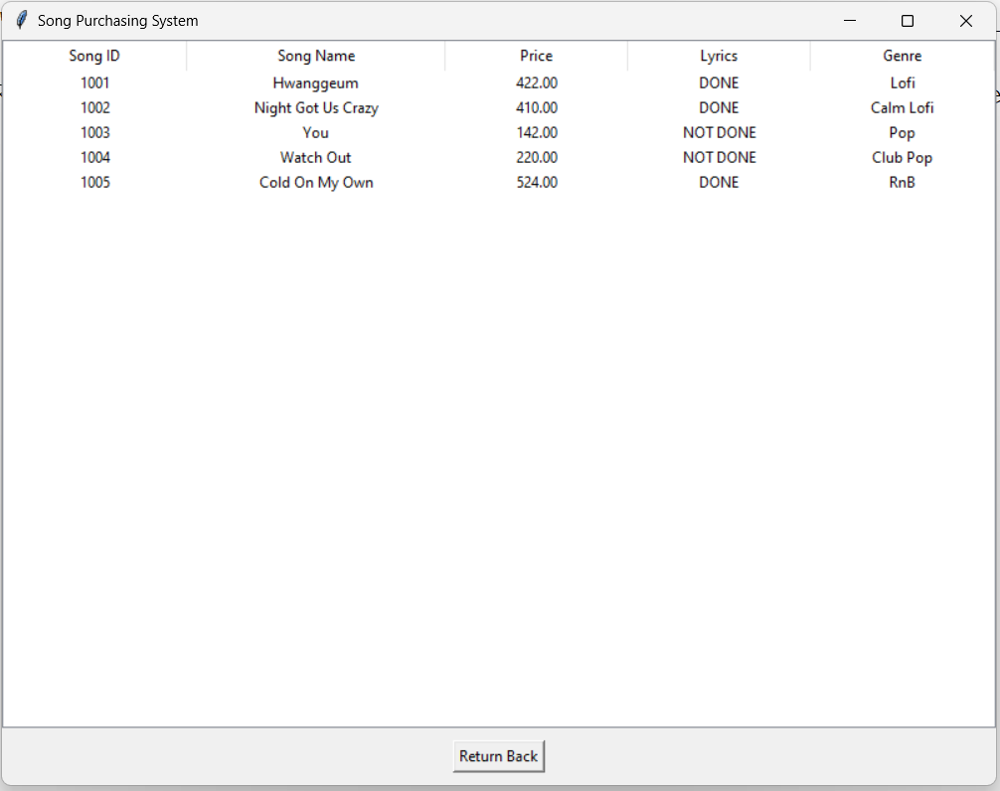 Song Purchasing System
Song ID Song Name Price Lyrics Genre
1001 Hwanggeum 422.00 DONE Lofi
1002 Night Got Us Crazy 410.00 DONE Calm Lofi
1003 You 142.00 NOT DONE Pop
1004 Watch Out 220.00 NOT DONE Club Pop
1005 Cold On My Own 524.00 DONE RnB
Return Back